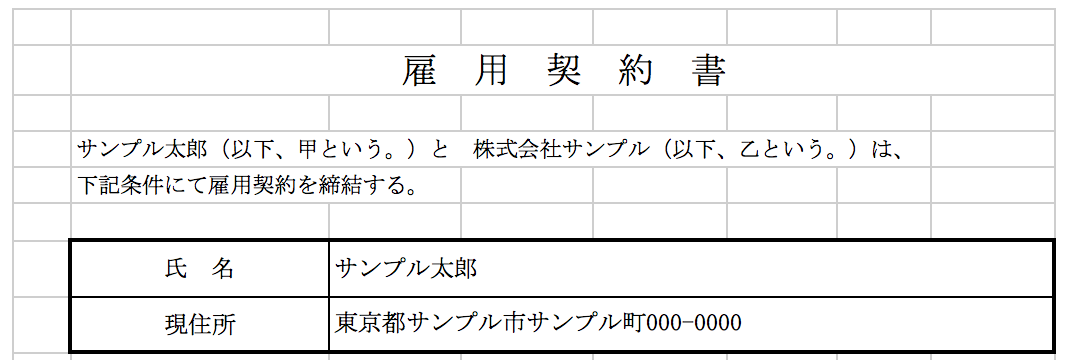 雇　用　契　約　書
サンプル太郎（以下、甲という。）と　株式会社サンプル（以下、乙という。）は、
下記条件にて雇用契約を締結する。
氏　名　サンプル太郎
現住所　東京都サンプル市サンプル町000-0000